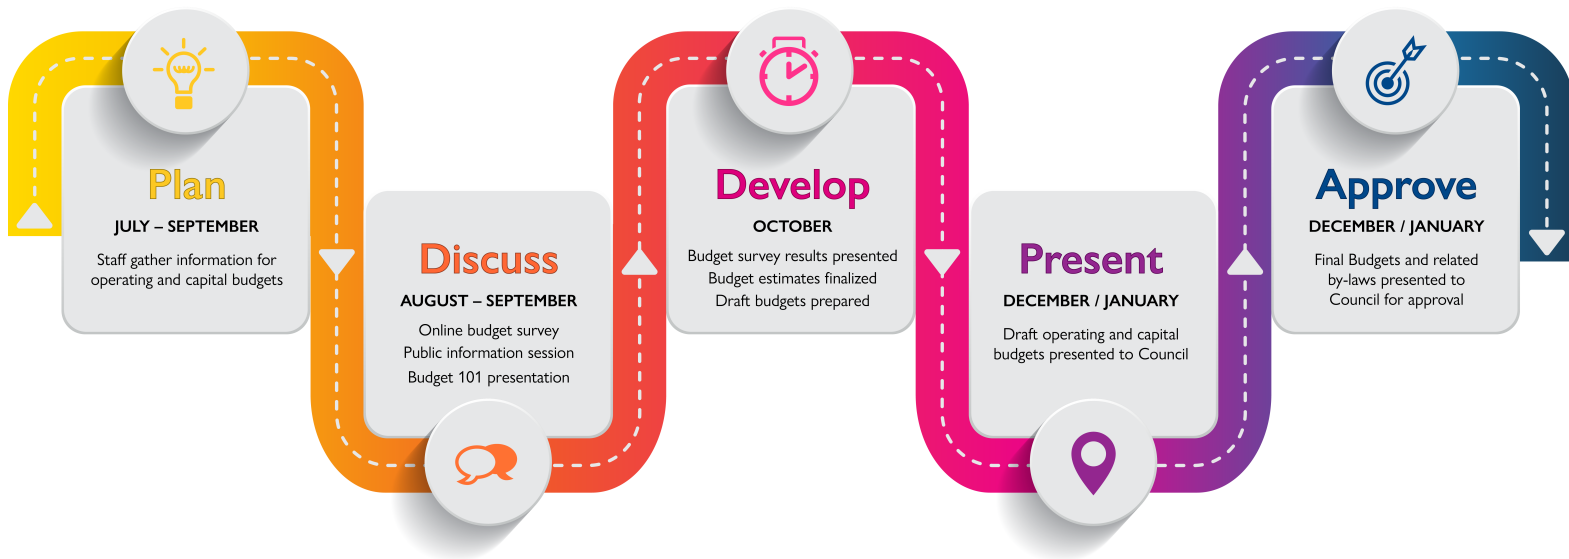 Plan
JULY – SEPTEMBER
Staff gather information for
operating and capital budgets
Discuss
AUGUST – SEPTEMBER
Online budget survey
Public information session
Budget 101 presentation
Develop
OCTOBER
Budget survey results presented
Budget estimates finalized
Draft budgets prepared
Present
DECEMBER / JANUARY
Draft operating and capital
budgets presented to Council
Approve
DECEMBER / JANUARY
Final Budgets and related
by-laws presented to
Council for approval